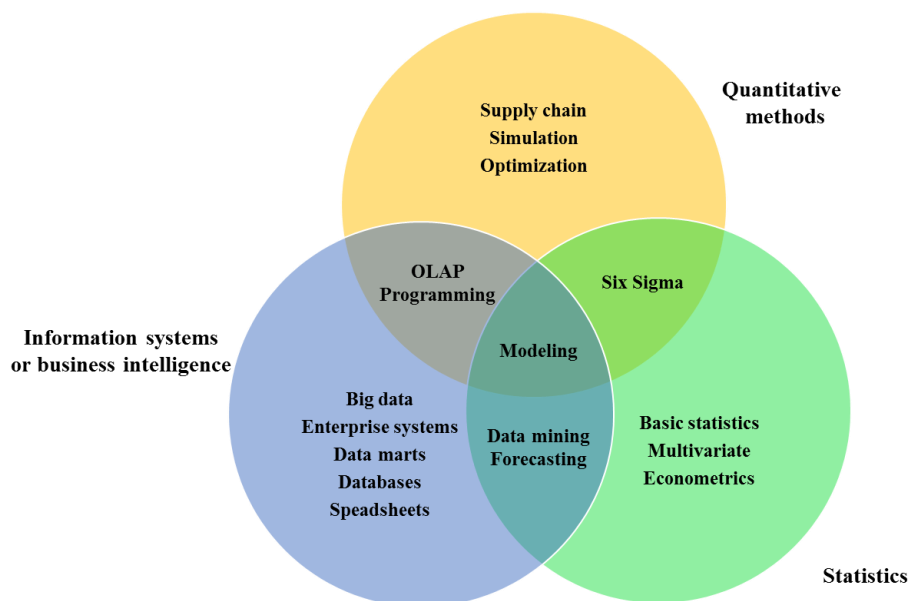 Quantitative
methods
Supply chain
Simulation
Optimization
OLAP
Programming
Six Sigma
Information systems
or business intelligence
Modeling
Big data
Enterprise systems
Data marts
Databases
Speadsheets
Data mining
Forecasting
Basic statistics
Multivariate
Econometrics
Statistics